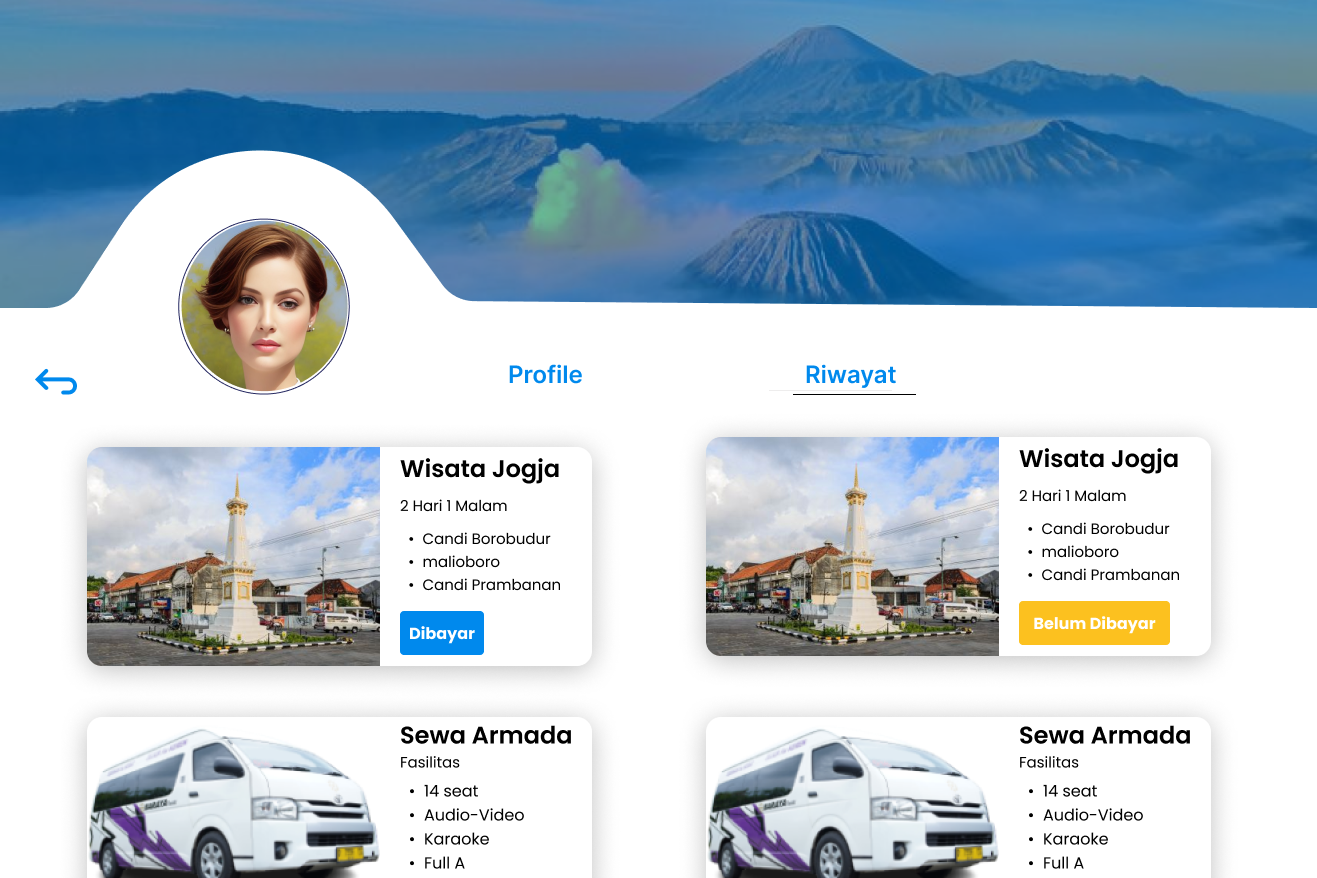 Profile
Riwayat
Wisata Jogja
2 Hari 1 Malam
• Candi Borobudur
• malioboro
• Candi Prambanan
Dibayar
Wisata Jogja
2 Hari 1 Malam
• Candi Borobudur
• malioboro
• Candi Prambanan
Belum Dibayar
Sewa Armada
Fasilitas
• 14 seat
• Audio-Video
• Karaoke
• Full A
Sewa Armada
Fasilitas
• 14 seat
• Audio-Video
• Karaoke
• Full A